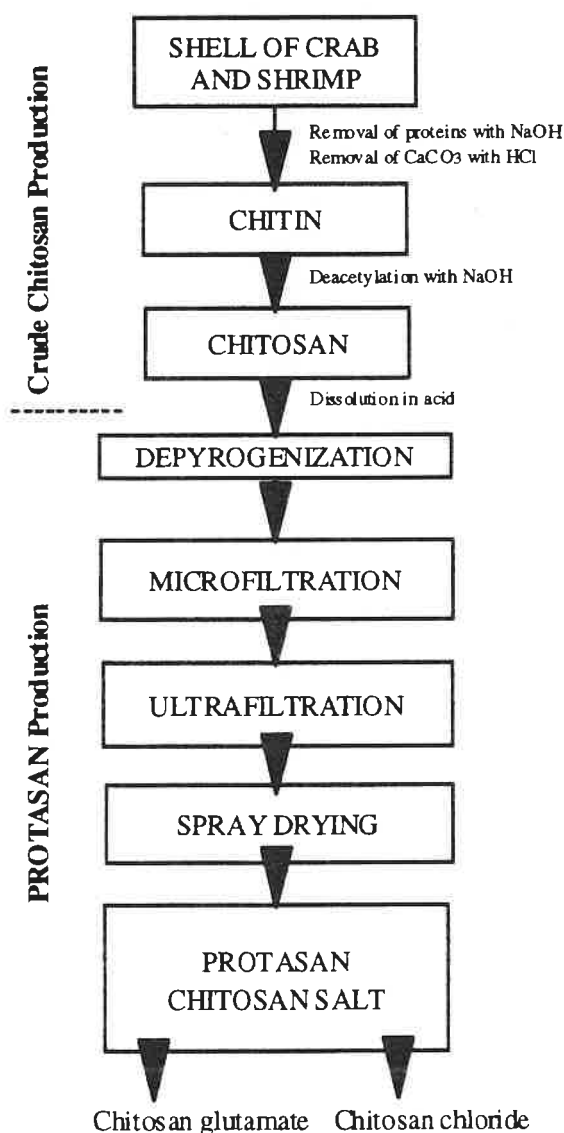 SHELL OF CRAB
AND SHRIMP
Removal of proteins with NaOH
Removal of CaCO3 with HCl
CHITIN
Deacetylation with NaOH
CHITOSAN
Dissolution in acid
Crude Chitosan Production
DEPYROGENIZATION
MICROFILTRATION
ULTRAFILTRATION
SPRAY DRYING
PROTASAN
CHITOSAN SALT
PROTASAN Production
Chitosan glutamate
Chitosan chloride